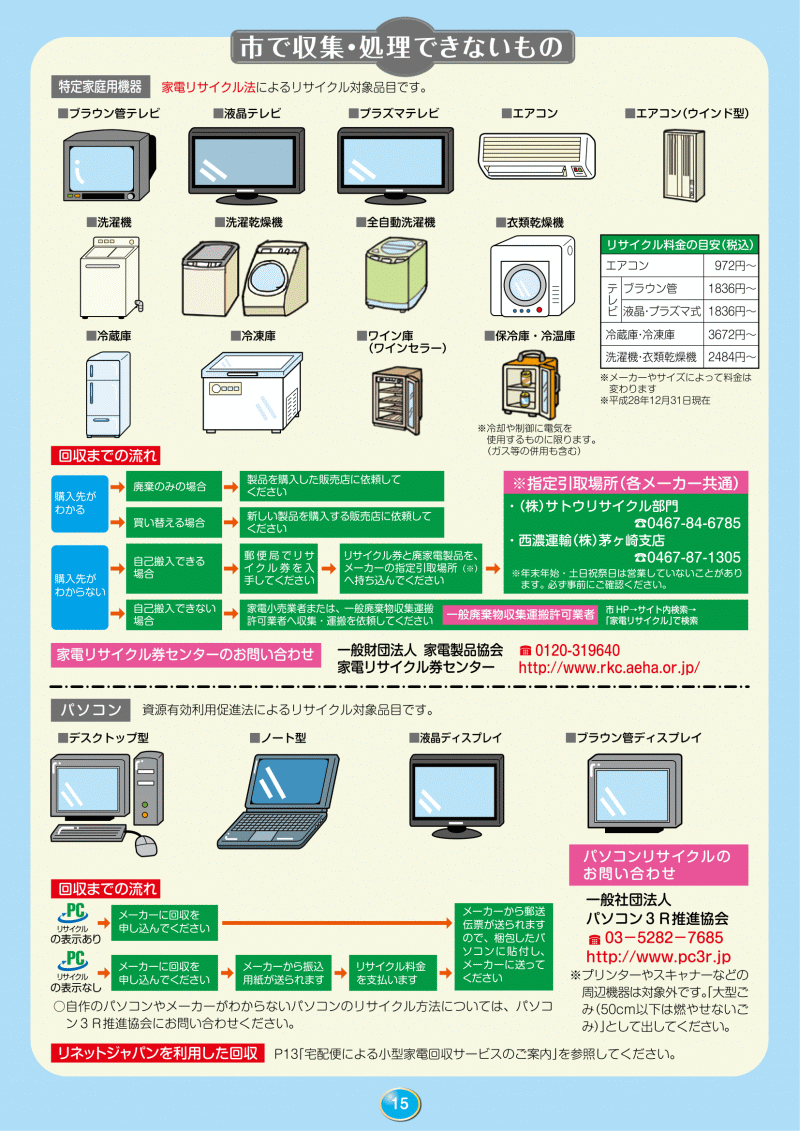 市で収集・処理できないもの
特定家庭用機器 家電リサイクル法によるリサイクル対象品目です。
■ブラウン管テレビ ■液晶テレビ ■プラズマテレビ ■エアコン ■エアコン(ウインド型)
■洗濯機 ■洗濯乾燥機 ■全自動洗濯機 ■衣類乾燥機
■冷蔵庫 ■冷凍庫 ■ワイン庫
（ワインセラー）
■保冷庫・冷温庫
※冷却や制御に電気を
使用するものに限ります。
（ガス等の併用も含む）
リサイクル料金の目安(税込)
エアコン 972円～
テレビ ブラウン管 1836円～
液晶・プラズマ式 1836円～
冷蔵庫・冷凍庫 3672円～
洗濯機・衣類乾燥機 2484円～
※メーカーやサイズによって料金は
変わります
※平成28年12月31日現在
回収までの流れ
購入先が
わかる
廃棄のみの場合
製品を購入した販売店に依頼して
ください
買い替える場合
新しい製品を購入する販売店に依頼して
ください
購入先が
わからない
自己搬入できる
場合
郵便局でリサ
イクル券を入
手してください
リサイクル券と廃家電製品を、
メーカーの指定引取場所（※）
へ持込んでください
※指定引取場所(各メーカー共通)
・(株)サトウリサイクル部門
☎0467-84-6785
・西濃運輸(株)茅ヶ崎支店
☎0467-87-1305
※年末年始・土日祝祭日は営業していないことがあり
ます。必ず事前にご確認ください。
自己搬入できない
場合
家電小売業者または、一般廃棄物収集運搬
許可業者へ収集・運搬を依頼してください
一般廃棄物収集運搬許可業者
市HP→サイト内検索→
「家電リサイクル」で検索
家電リサイクル券センターのお問い合わせ
一般財団法人 家電製品協会
家電リサイクル券センター
☎0120-319640
http://www.rkc.aeha.or.jp/
パソコン 資源有効利用促進法によるリサイクル対象品目です。
■デスクトップ型 ■ノート型 ■液晶ディスプレイ ■ブラウン管ディスプレイ
回収までの流れ
PC
リサイクル
の表示あり
メーカーに回収を
申し込んでください
PC
リサイクル
の表示なし
メーカーに回収を
申し込んでください
メーカーから振込
用紙が送られます
リサイクル料金
を支払います
メーカーから郵送
伝票が送られます
ので、梱包したパ
ソコンに貼付し、
メーカーに送って
ください
○自作のパソコンやメーカーがわからないパソコンのリサイクル方法については、パソコ
ン3R推進協会にお問い合わせください。
パソコンリサイクルの
お問い合わせ
一般社団法人
パソコン3R推進協会
☎03－5282－7685
http://www.pc3r.jp
※プリンターやスキャナーなどの
周辺機器は対象外です。「大型ご
み（50cm以下は燃やせないご
み）」として出してください。
リネットジャパンを利用した回収 P13「宅配便による小型家電回収サービスのご案内」を参照してください。
15